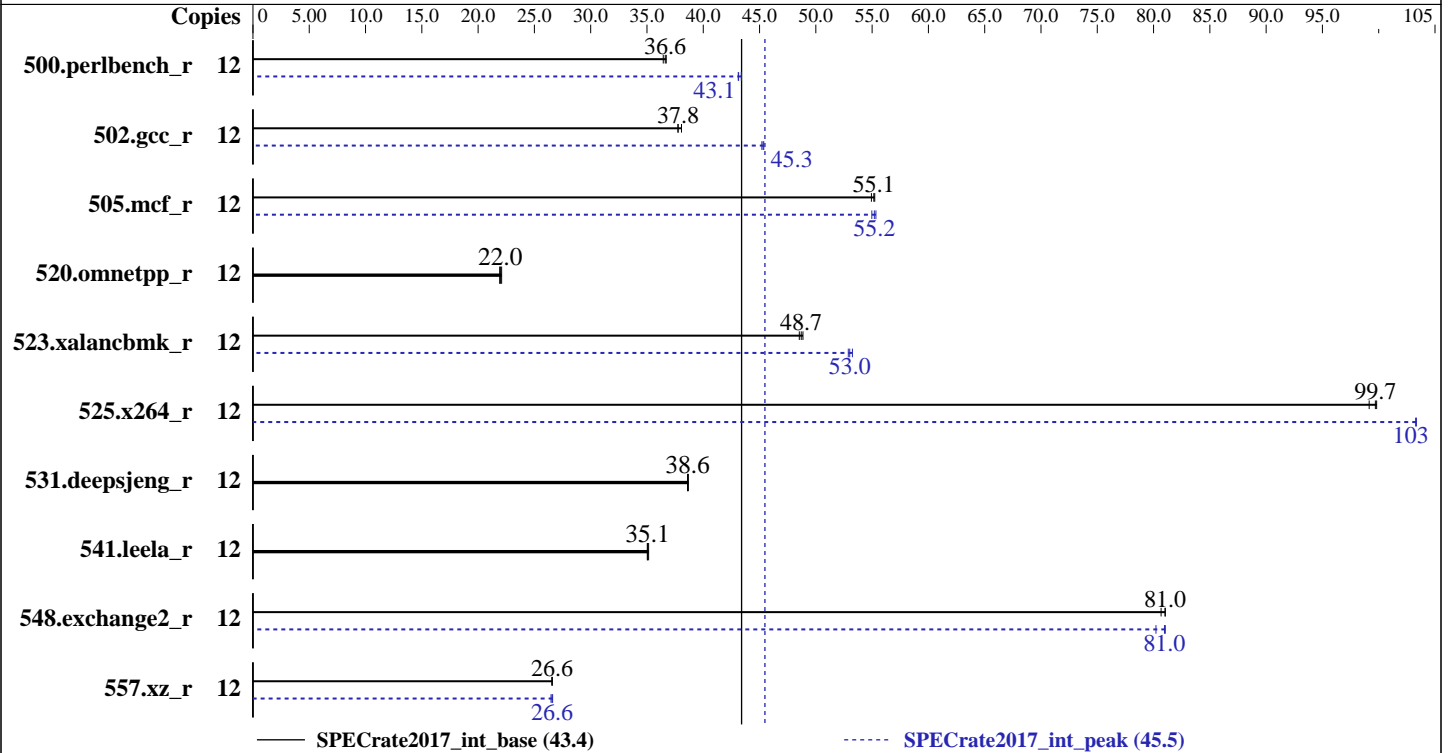 Copies 0 5.00 10.0 15.0 20.0 25.0 30.0 35.0 40.0 45.0 50.0 55.0 60.0 65.0 70.0 75.0 80.0 85.0 90.0 95.0 105
36.6
500.perlbench_r 12
43.1
37.8
502.gcc_r 12
45.3
55.1
505.mcf_r 12
55.2
22.0
520.omnetpp_r 12
48.7
523.xalancbmk_r 12
53.0
99.7
525.x264_r 12
103
38.6
531.deepsjeng_r 12
35.1
541.leela_r 12
81.0
548.exchange2_r 12
81.0
26.6
557.xz_r 12
26.6
SPECrate2017_int_base (43.4) SPECrate2017_int_peak (45.5)